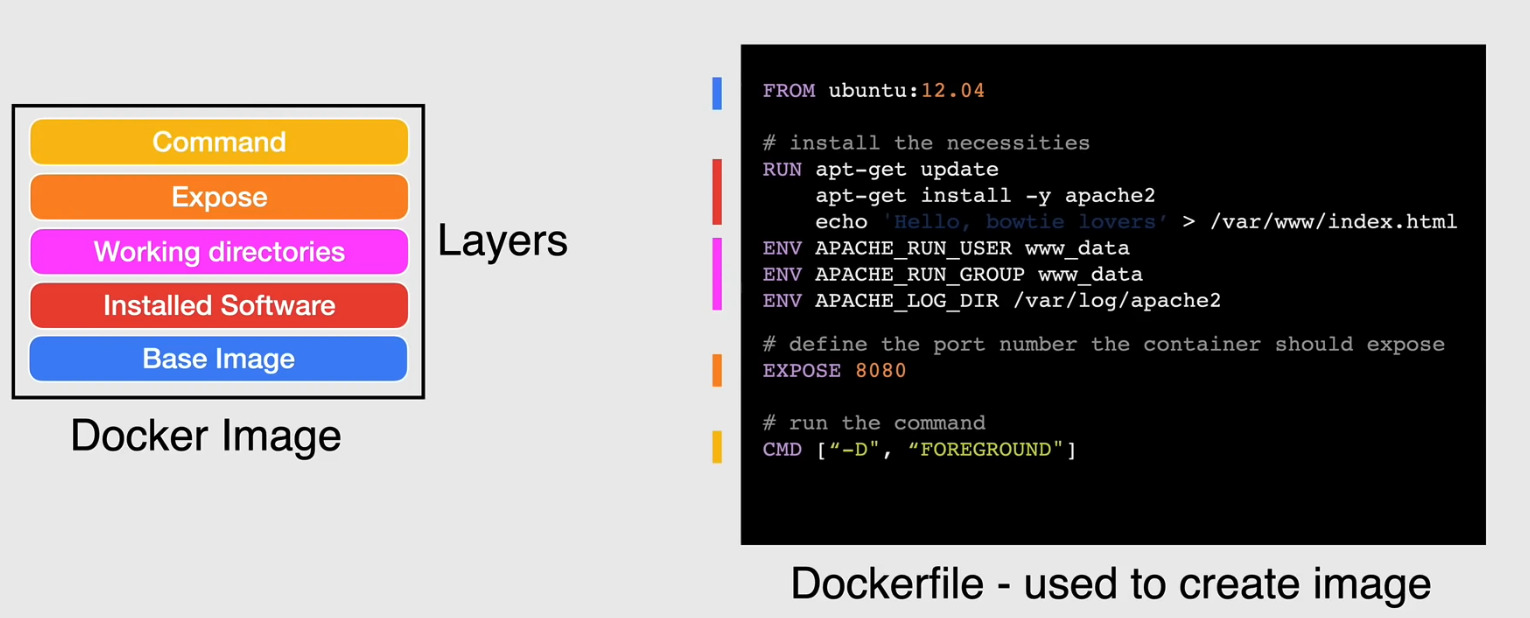 Command
Expose
Working directories
Installed Software
Base Image
Layers
Docker Image
FROM ubuntu:12.04
# install the necessities
RUN apt-get update
apt-get install -y apache2
echo 'Hello, bowtie lovers’ > /var/www/index.html
ENV APACHE_RUN_USER www_data
ENV APACHE_RUN_GROUP www_data
ENV APACHE_LOG_DIR /var/log/apache2
# define the port number the container should expose
EXPOSE 8080
# run the command
CMD [“-D", “FOREGROUND"]
Dockerfile - used to create image